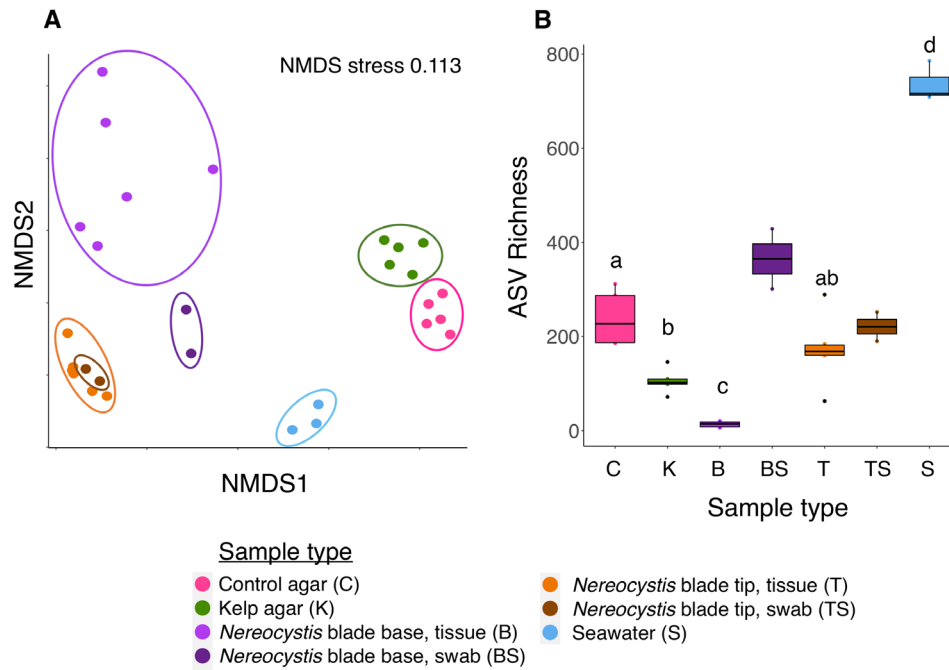 A
NMDS stress 0.113
NMDS2
NMDS1
B
800
600
400
200
0
ASV Richness
a
b
c
ab
d
C K B BS T TS S
Sample type
Sample type
Control agar (C)
Kelp agar (K)
Nereocystis blade base, tissue (B)
Nereocystis blade base, swab (BS)
Nereocystis blade tip, tissue (T)
Nereocystis blade tip, swab (TS)
Seawater (S)